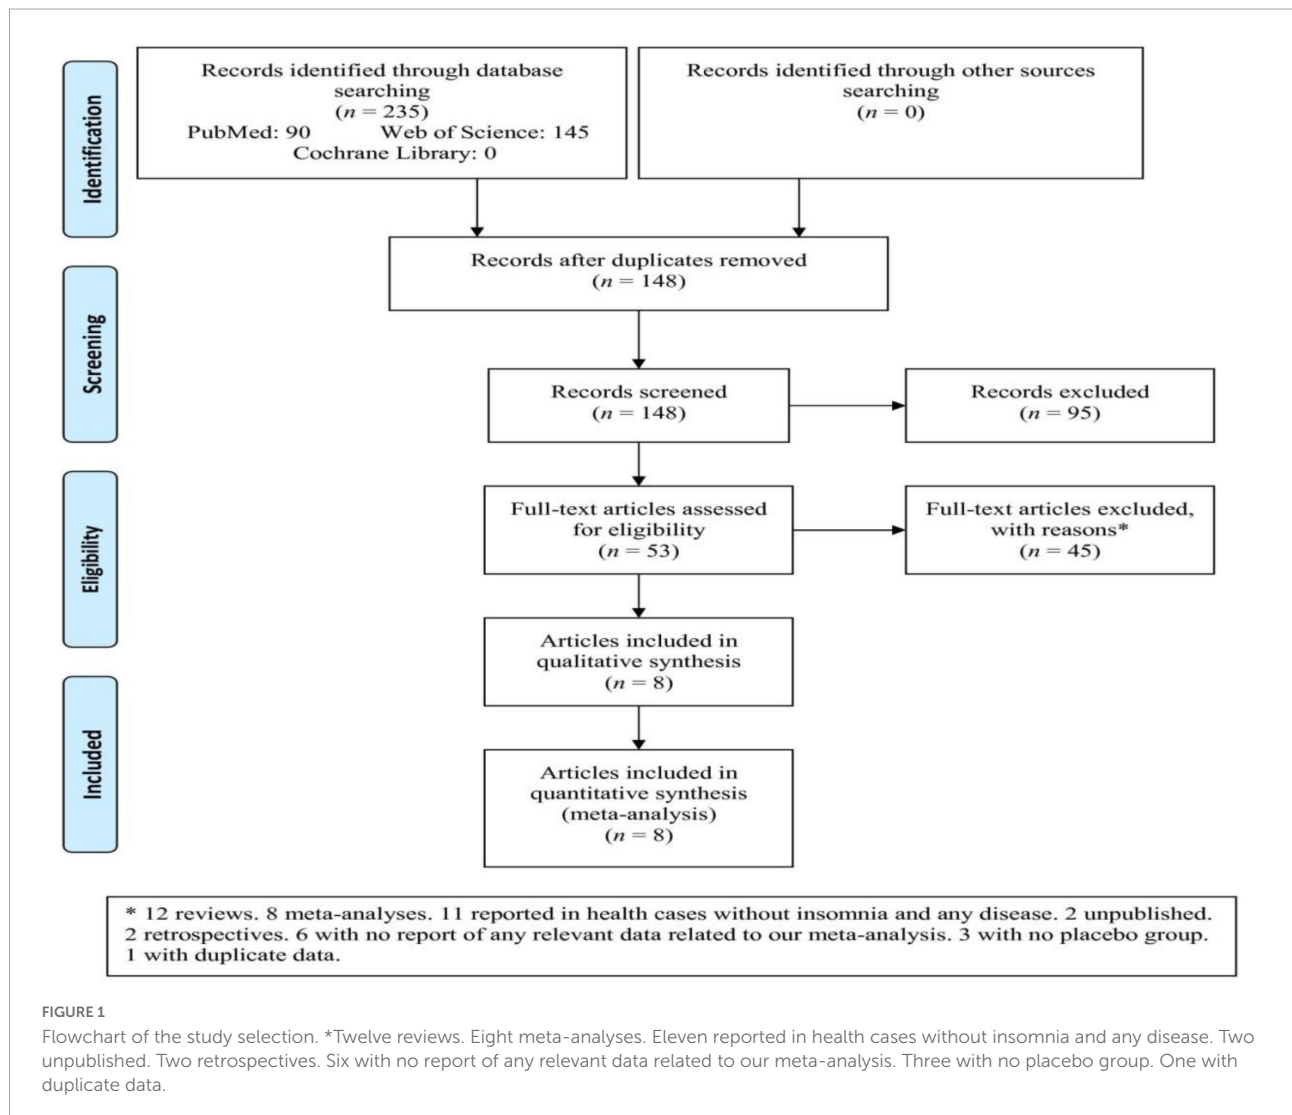 Identification
Records identified through database
searching
(n = 235)
PubMed: 90 Web of Science: 145
Cochrane Library: 0
Records identified through other sources
searching
(n = 0)
Records after duplicates removed
(n = 148)
Screening
Records screened
(n = 148)
Records excluded
(n = 95)
Eligibility
Full-text articles assessed
for eligibility
(n = 53)
Full-text articles excluded,
with reasons*
(n = 45)
Articles included in
qualitative synthesis
(n = 8)
Included
Articles included in
quantitative synthesis
(meta-analysis)
(n = 8)
* 12 reviews. 8 meta-analyses. 11 reported in health cases without insomnia and any disease. 2 unpublished.
2 retrospectives. 6 with no report of any relevant data related to our meta-analysis. 3 with no placebo group.
1 with duplicate data.
FIGURE 1
Flowchart of the study selection. *Twelve reviews. Eight meta-analyses. Eleven reported in health cases without insomnia and any disease. Two
unpublished. Two retrospectives. Six with no report of any relevant data related to our meta-analysis. Three with no placebo group. One with
duplicate data.